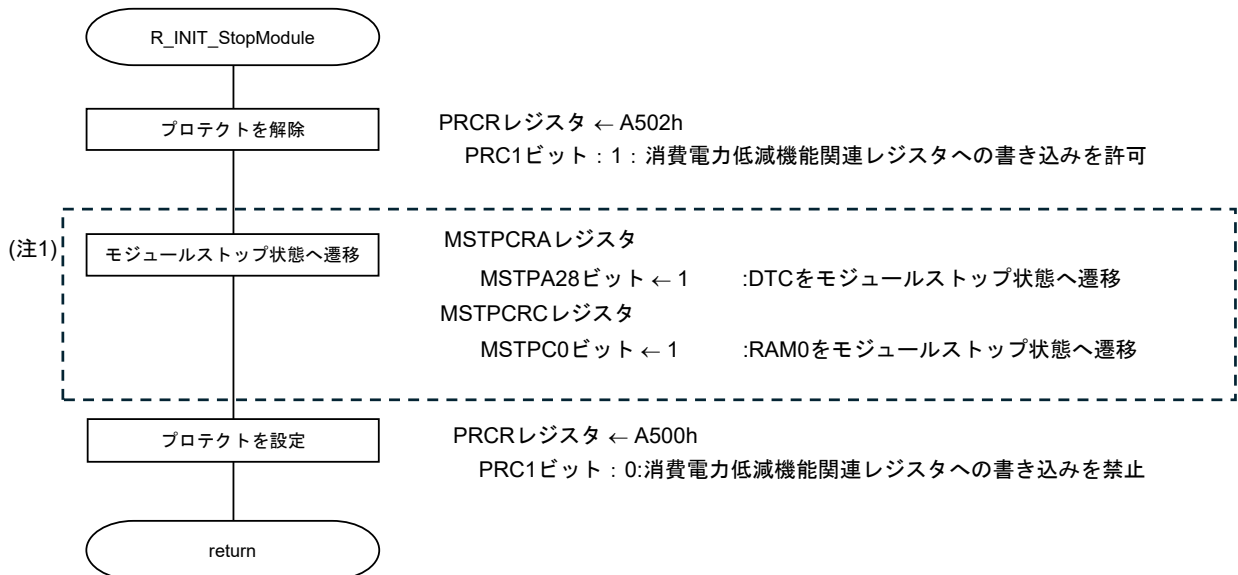 R_INIT_StopModule
プロテクトを解除
PRCRレジスタ ← A502h
PRC1ビット：1：消費電力低減機能関連レジスタへの書き込みを許可
(注1)
モジュールストップ状態へ遷移
MSTPCRAレジスタ
MSTPA28ビット ← 1 :DTCをモジュールストップ状態へ遷移
MSTPCRCレジスタ
MSTPC0ビット ← 1 :RAM0をモジュールストップ状態へ遷移
プロテクトを設定
PRCRレジスタ ← A500h
PRC1ビット：0:消費電力低減機能関連レジスタへの書き込みを禁止
return